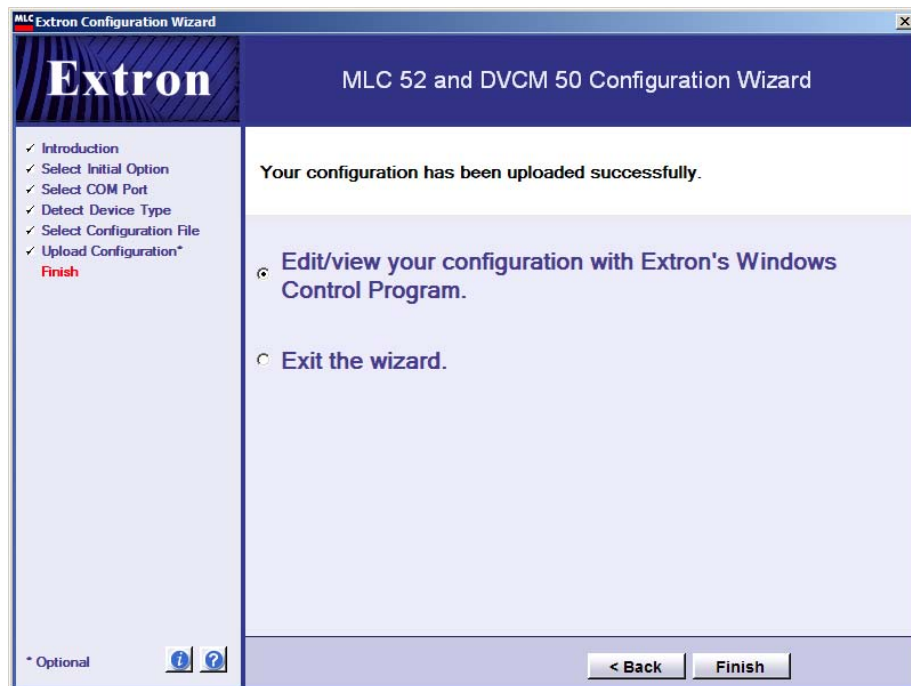 MLC Extron Configuration Wizard
Extron
MLC 52 and DVCM 50 Configuration Wizard
✓ Introduction
✓ Select Initial Option
✓ Select COM Port
✓ Detect Device Type
✓ Select Configuration File
✓ Upload Configuration*
Finish
Your configuration has been uploaded successfully.
Edit/view your configuration with Extron's Windows
Control Program.
Exit the wizard.
* Optional
i ?
< Back Finish